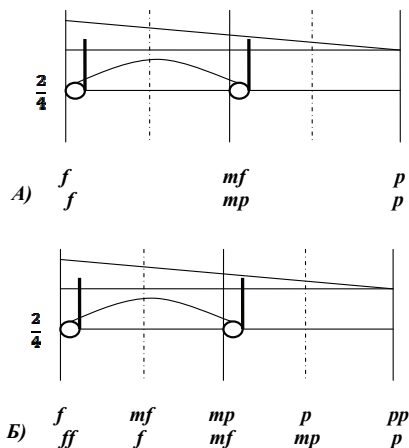 2
4
f mf p
А) f mp p
2
4
f mf mp p pp
Б) ff f mf mp p